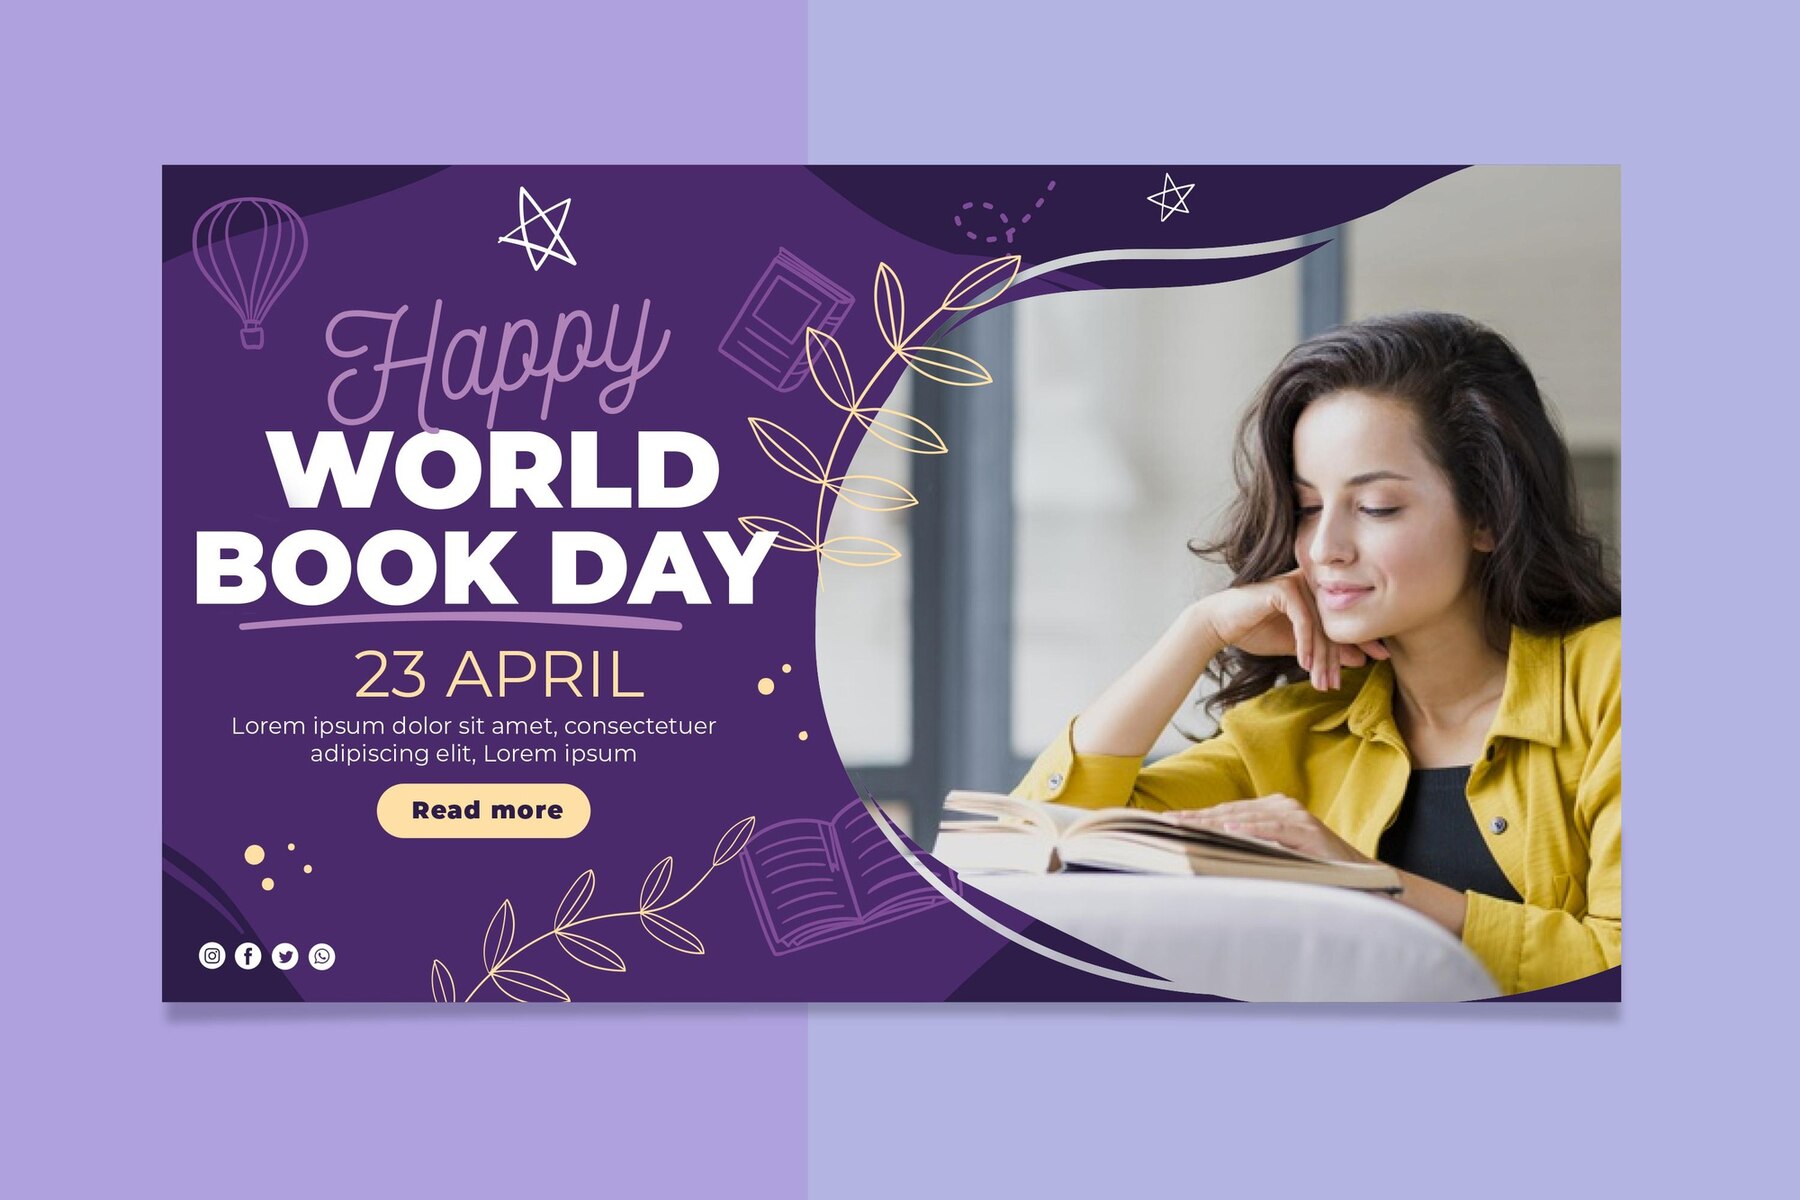 Happy
WORLD
BOOK DAY
23 APRIL
Lorem ipsum dolor sit amet, consectetuer
adipiscing elit, Lorem ipsum
Read more